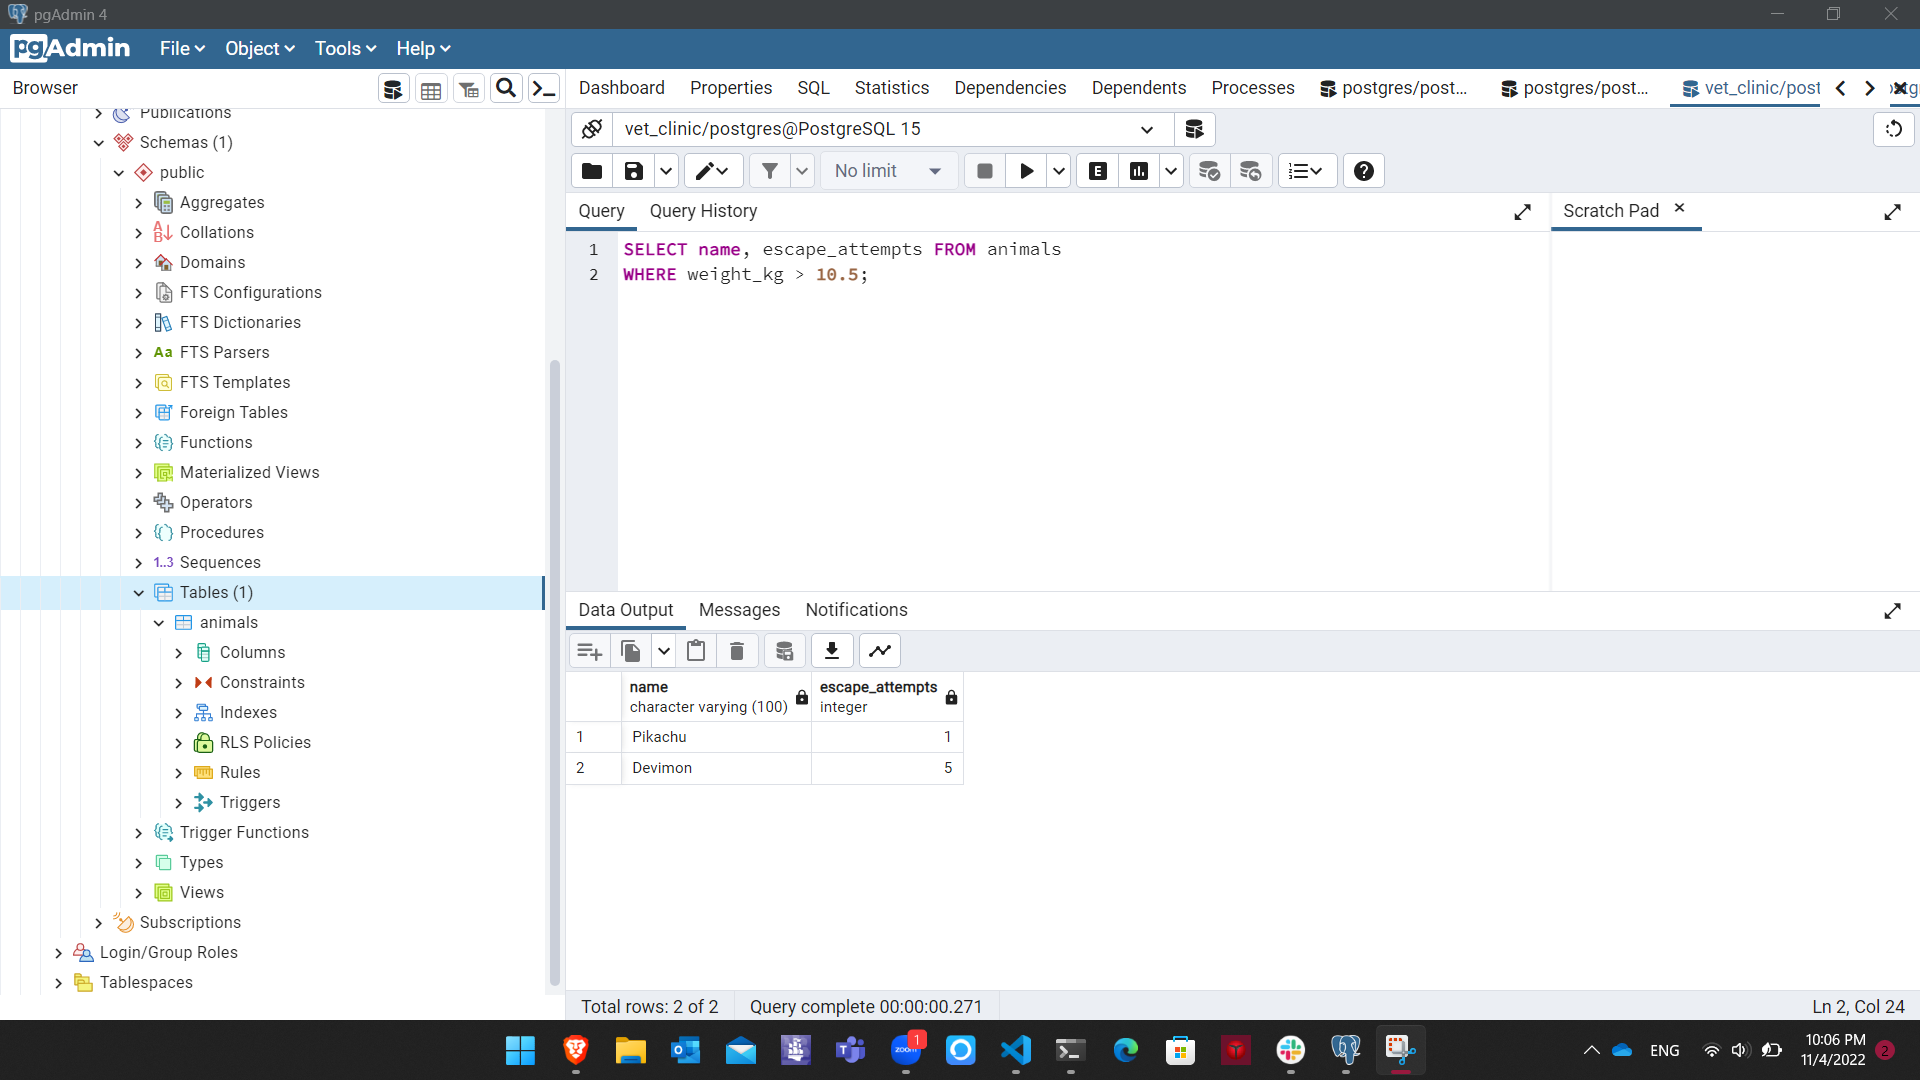 pgAdmin 4
pgAdmin File Object Tools Help
Browser
Dashboard Properties SQL Statistics Dependencies Dependents Processes postgres/post... postgres/post... vet_clinic/post
Publications
Schemas (1)
public
Aggregates
Collations
Domains
FTS Configurations
FTS Dictionaries
Aa FTS Parsers
FTS Templates
Foreign Tables
Functions
Materialized Views
Operators
Procedures
1..3 Sequences
Tables (1)
animals
Columns
Constraints
Indexes
RLS Policies
Rules
Triggers
Trigger Functions
Types
Views
Subscriptions
Login/Group Roles
Tablespaces
vet_clinic/postgres@PostgreSQL 15
No limit
E
Query Query History
Scratch Pad
1 SELECT name, escape_attempts FROM animals
2 WHERE weight_kg > 10.5;
Data Output Messages Notifications
name escape_attempts
character varying (100) integer
1 Pikachu 1
2 Devimon 5
Total rows: 2 of 2 Query complete 00:00:00.271 Ln 2, Col 24
zoom 1
ENG
10:06 PM
11/4/2022
2